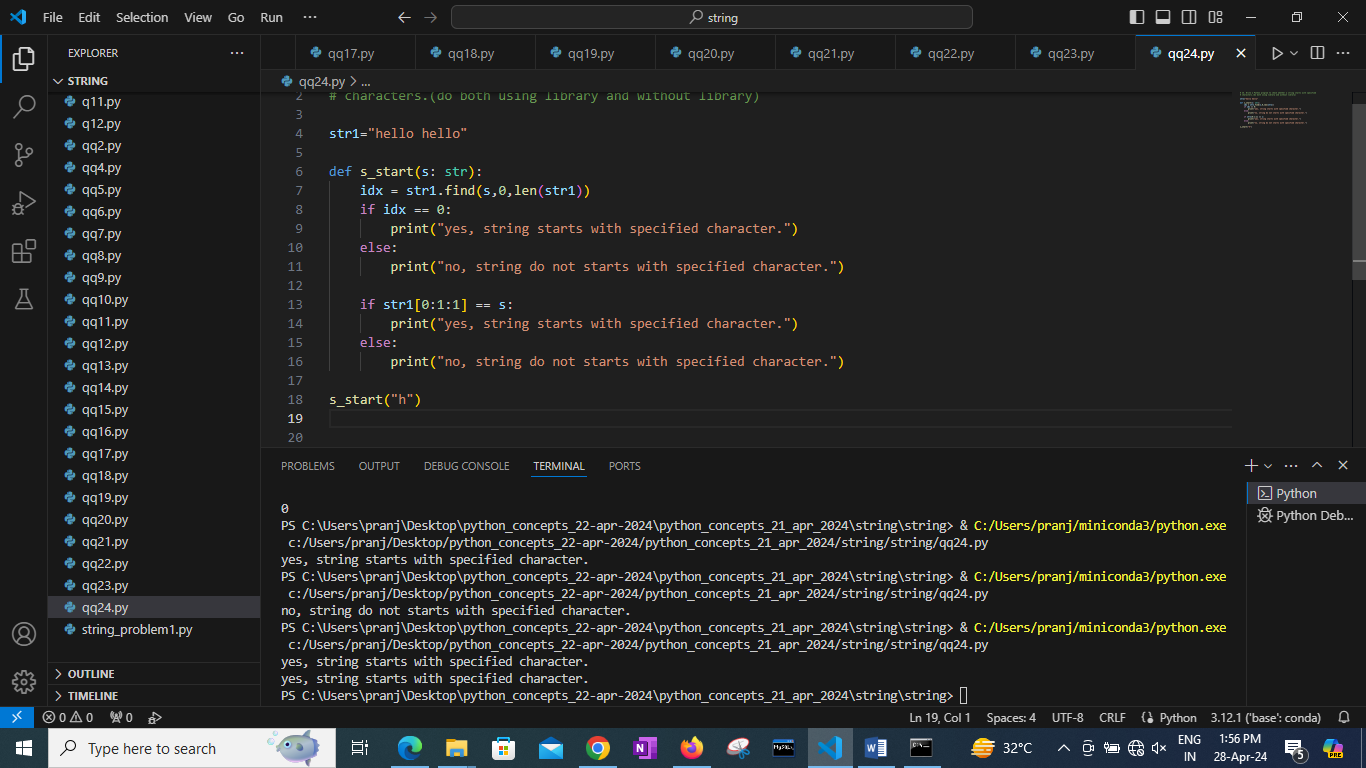 File Edit Selection View Go Run ··· string
EXPLORER ···
STRING
q11.py
q12.py
qq2.py
qq4.py
qq5.py
qq6.py
qq7.py
qq8.py
qq9.py
qq10.py
qq11.py
qq12.py
qq13.py
qq14.py
qq15.py
qq16.py
qq17.py
qq18.py
qq19.py
qq20.py
qq21.py
qq22.py
qq23.py
qq24.py
string_problem1.py
OUTLINE
TIMELINE
qq17.py qq18.py qq19.py qq20.py qq21.py qq22.py qq23.py qq24.py
qq24.py > ...
2 # characters.(do both using library and without library)
3
4 str1="hello hello"
5
6 def s_start(s: str):
7     idx = str1.find(s,0,len(str1))
8     if idx == 0:
9         print("yes, string starts with specified character.")
10     else:
11         print("no, string do not starts with specified character.")
12
13     if str1[0:1:1] == s:
14         print("yes, string starts with specified character.")
15     else:
16         print("no, string do not starts with specified character.")
17
18 s_start("h")
19
20
PROBLEMS OUTPUT DEBUG CONSOLE TERMINAL PORTS
0
PS C:\Users\pranj\Desktop\python_concepts_22-apr-2024\python_concepts_21_apr_2024\string\string> & C:/Users/pranj/miniconda3/python.exe
c:/Users/pranj/Desktop/python_concepts_22-apr-2024/python_concepts_21_apr_2024/string/string/qq24.py
yes, string starts with specified character.
PS C:\Users\pranj\Desktop\python_concepts_22-apr-2024\python_concepts_21_apr_2024\string\string> & C:/Users/pranj/miniconda3/python.exe
c:/Users/pranj/Desktop/python_concepts_22-apr-2024/python_concepts_21_apr_2024/string/string/qq24.py
no, string do not starts with specified character.
PS C:\Users\pranj\Desktop\python_concepts_22-apr-2024\python_concepts_21_apr_2024\string\string> & C:/Users/pranj/miniconda3/python.exe
c:/Users/pranj/Desktop/python_concepts_22-apr-2024/python_concepts_21_apr_2024/string/string/qq24.py
yes, string starts with specified character.
yes, string starts with specified character.
PS C:\Users\pranj\Desktop\python_concepts_22-apr-2024\python_concepts_21_apr_2024\string\string>
Python
Python Deb...
0 0 0 Ln 19, Col 1 Spaces: 4 UTF-8 CRLF Python 3.12.1 ('base': conda)
Type here to search 32°C ENG IN 1:56 PM 28-Apr-24 5